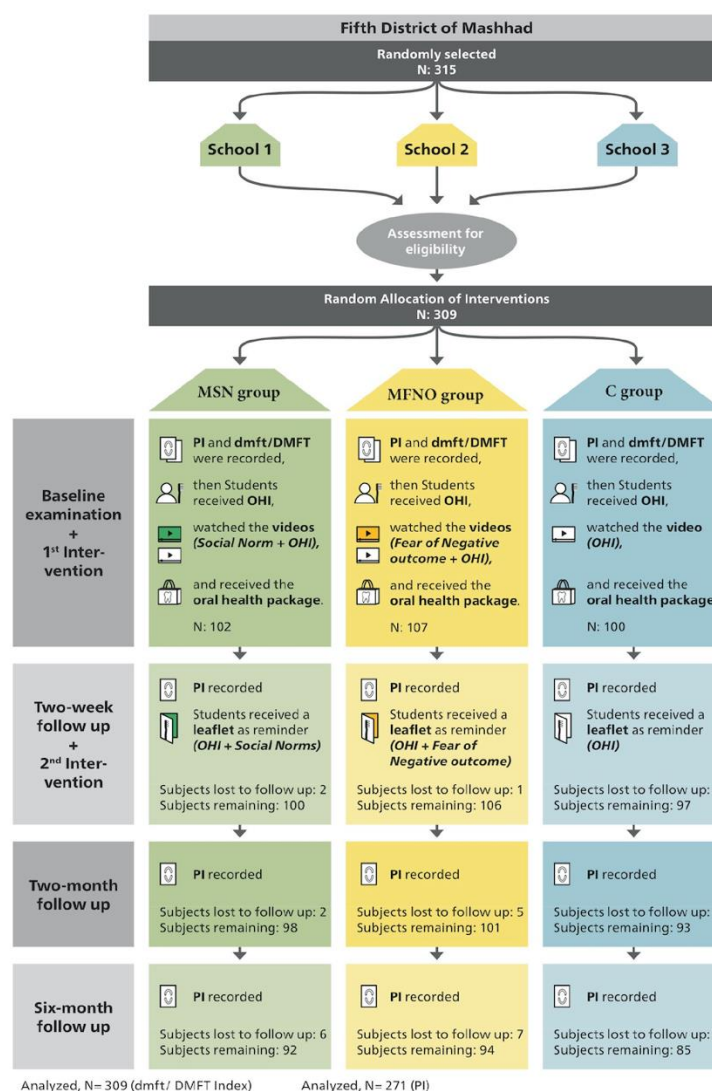 Fifth District of Mashhad
Randomly selected
N: 315
School 1
School 2
School 3
Assessment for
eligibility
Random Allocation of Interventions
N: 309
MSN group
MFNO group
C group
Baseline
examination
+
1st Inter-
vention
PI and dmft/DMFT
were recorded,
then Students
received OHI,
watched the videos
(Social Norm + OHI),
and received the
oral health package.
N: 102
PI and dmft/DMFT
were recorded,
then Students
received OHI,
watched the videos
(Fear of Negative
outcome + OHI),
and received the
oral health package.
N: 107
PI and dmft/DMFT
were recorded,
then Students
received OHI,
watched the video
(OHI),
and received the
oral health package
N: 100
Two-week
follow up
+
2nd Inter-
vention
PI recorded
Students received a
leaflet as reminder
(OHI + Social Norms)
Subjects lost to follow up: 2
Subjects remaining: 100
PI recorded
Students received a
leaflet as reminder
(OHI + Fear of
Negative outcome)
Subjects lost to follow up: 1
Subjects remaining: 106
PI recorded
Students received a
leaflet as reminder
(OHI)
Subjects lost to follow up:
Subjects remaining: 97
Two-month
follow up
PI recorded
Subjects lost to follow up: 2
Subjects remaining: 98
PI recorded
Subjects lost to follow up: 5
Subjects remaining: 101
PI recorded
Subjects lost to follow up:
Subjects remaining: 93
Six-month
follow up
PI recorded
Subjects lost to follow up: 6
Subjects remaining: 92
PI recorded
Subjects lost to follow up: 7
Subjects remaining: 94
PI recorded
Subjects lost to follow up:
Subjects remaining: 85
Analyzed, N= 309 (dmft/ DMFT Index)
Analyzed, N= 271 (PI)